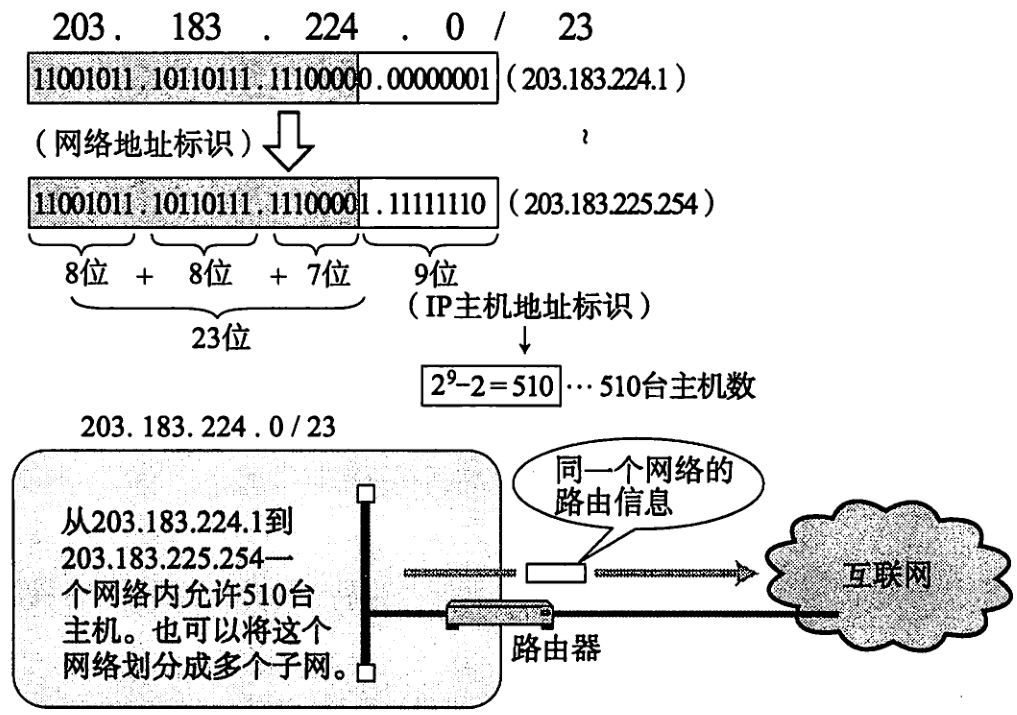 203. 183 . 224 . 0 / 23
11001011.10110111.11100000.00000001 (203.183.224.1)
(网络地址标识)
~
11001011.10110111.11100001.11111110 (203.183.225.254)
8位 + 8位 + 7位 9位
(IP主机地址标识)
23位
↓
2⁹-2=510 … 510台主机数
203. 183. 224 . 0 / 23
同一个网络的
路由信息
从203.183.224.1到
203.183.225.254一
个网络内允许510台
主机。也可以将这个
网络划分成多个子网。
互联网
路由器